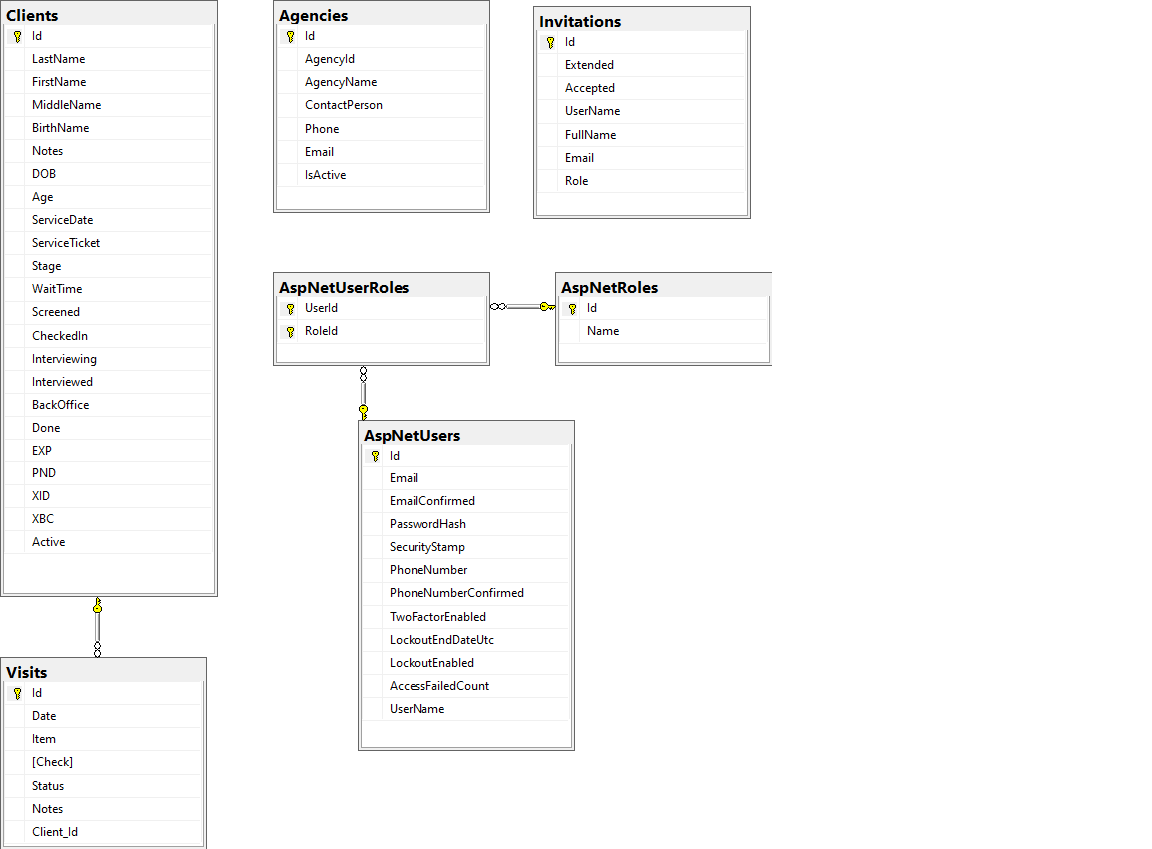 Clients
Id
LastName
FirstName
MiddleName
BirthName
Notes
DOB
Age
ServiceDate
ServiceTicket
Stage
WaitTime
Screened
CheckedIn
Interviewing
Interviewed
BackOffice
Done
EXP
PND
XID
XBC
Active
Agencies
Id
AgencyId
AgencyName
ContactPerson
Phone
Email
IsActive
Invitations
Id
Extended
Accepted
UserName
FullName
Email
Role
AspNetUserRoles
UserId
RoleId
AspNetRoles
Id
Name
AspNetUsers
Id
Email
EmailConfirmed
PasswordHash
SecurityStamp
PhoneNumber
PhoneNumberConfirmed
TwoFactorEnabled
LockoutEndDateUtc
LockoutEnabled
AccessFailedCount
UserName
Visits
Id
Date
Item
[Check]
Status
Notes
Client_Id